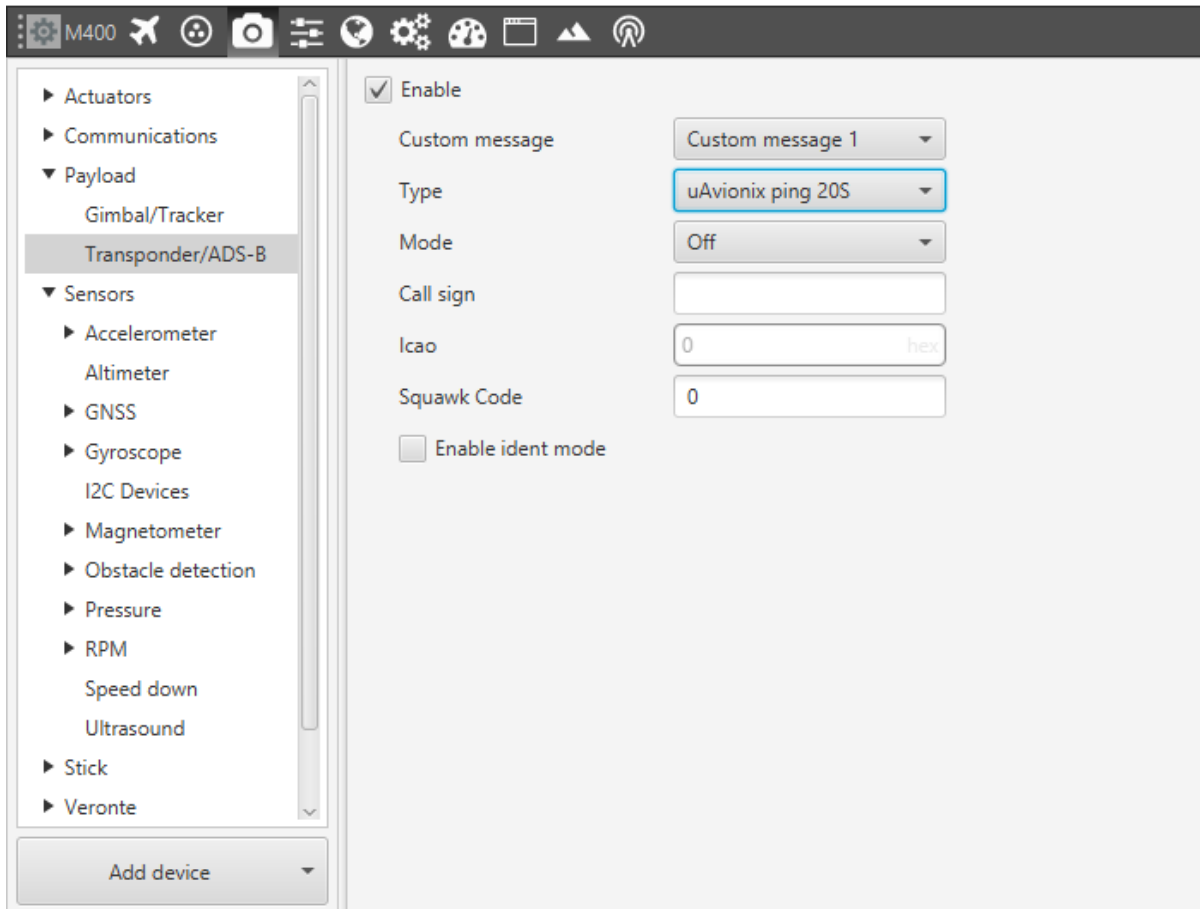 M400
Actuators
Communications
Payload
Gimbal/Tracker
Transponder/ADS-B
Sensors
Accelerometer
Altimeter
GNSS
Gyroscope
I2C Devices
Magnetometer
Obstacle detection
Pressure
RPM
Speed down
Ultrasound
Stick
Veronte
Add device
Enable
Custom message Custom message 1
Type uAvionix ping 20S
Mode Off
Call sign
Icao 0 hex
Squawk Code 0
Enable ident mode